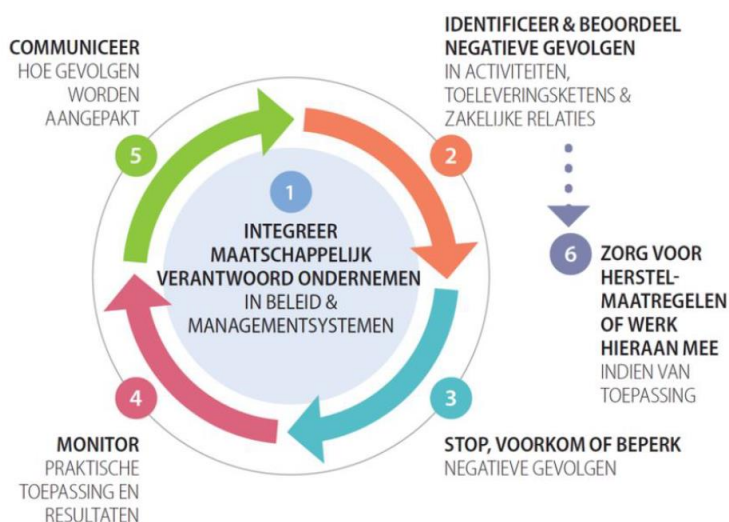 1
INTEGREER
MAATSCHAPPELIJK
VERANTWOORD ONDERNEMEN
IN BELEID &
MANAGEMENTSYSTEMEN
IDENTIFICEER & BEOORDEEL
NEGATIEVE GEVOLGEN
IN ACTIVITEITEN,
TOELEVERINGSKETENS &
ZAKELIJKE RELATIES
2
3
STOP, VOORKOM OF BEPERK
NEGATIEVE GEVOLGEN
4
MONITOR
PRAKTISCHE
TOEPASSING EN
RESULTATEN
COMMUNICEER
HOE GEVOLGEN
WORDEN
AANGEPAKT
5
6
ZORG VOOR
HERSTEL-
MAATREGELEN
OF WERK
HIERAAN MEE
INDIEN VAN
TOEPASSING